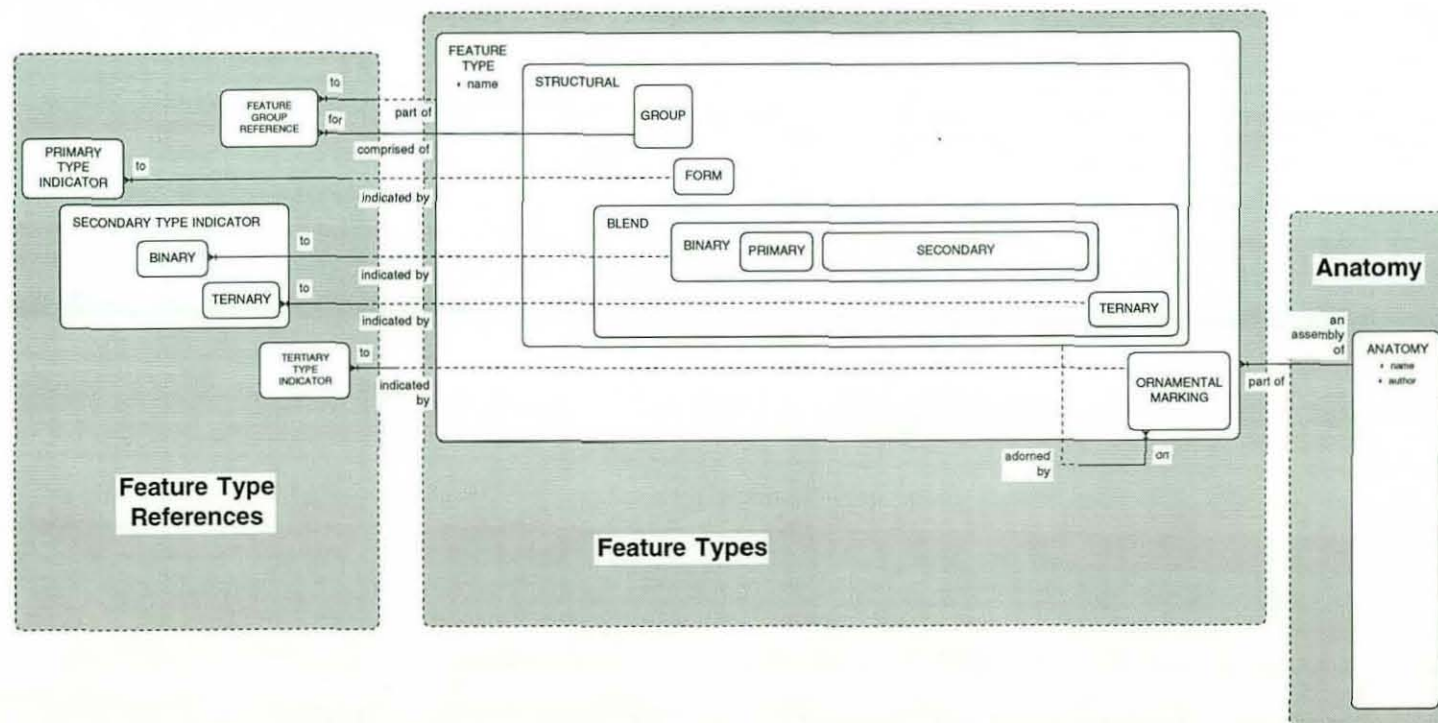 FEATURE
TYPE
name
STRUCTURAL
GROUP
FORM
BLEND
BINARY
PRIMARY
SECONDARY
TERNARY
ORNAMENTAL
MARKING
adorned
by
on
Feature Types
to
FEATURE
GROUP
REFERENCE
for
part of
comprised of
PRIMARY
TYPE
INDICATOR
to
indicated by
SECONDARY TYPE INDICATOR
BINARY
to
indicated by
TERNARY
to
indicated by
TERTIARY
TYPE
INDICATOR
to
indicated
by
Feature Type
References
Anatomy
an
assembly
of
part of
ANATOMY
name
author